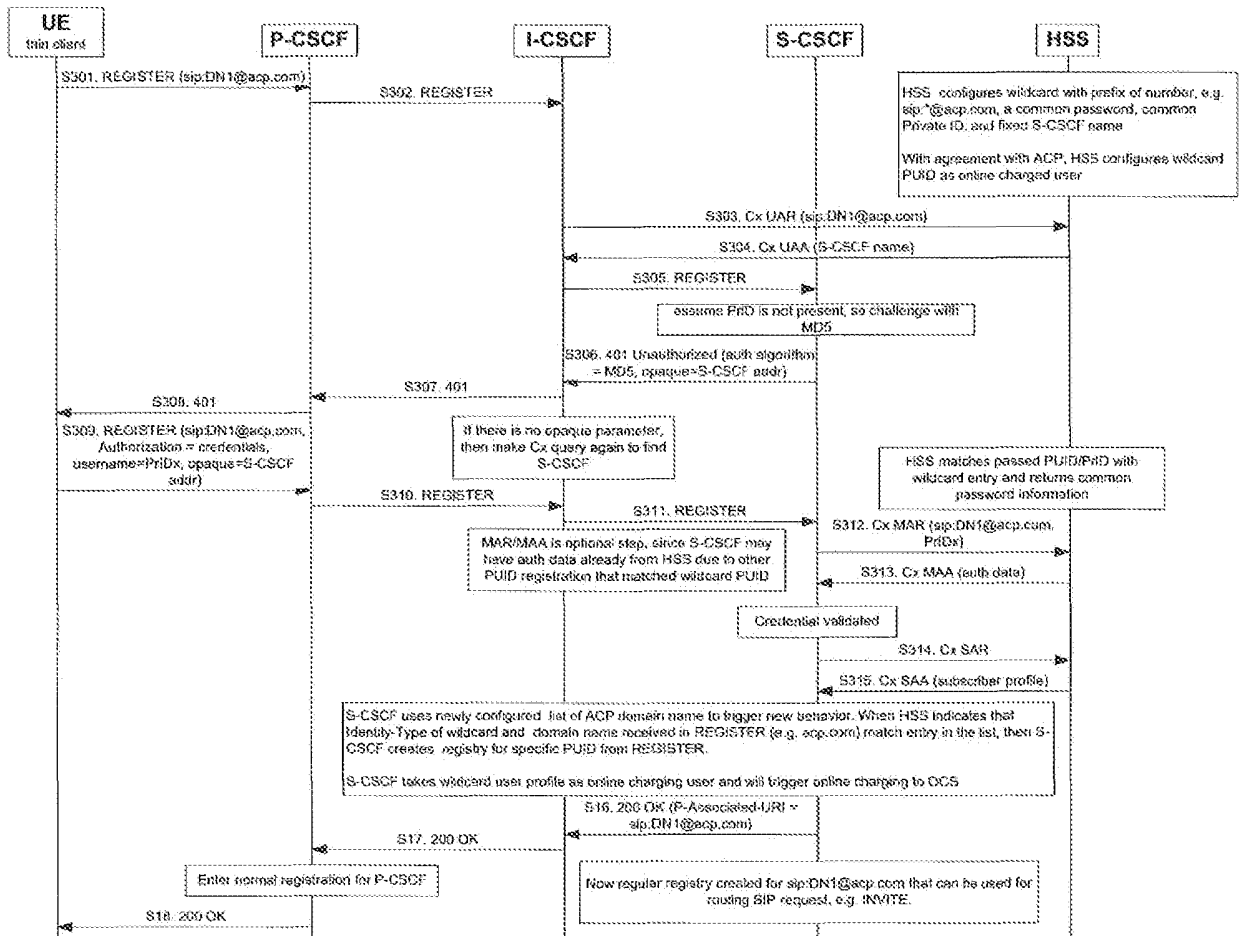 UE
thin client
P-CSCF
I-CSCF
S-CSCF
HSS
S301. REGISTER (sip:DN1@acp.com)
S302. REGISTER
HSS configures wildcard with prefix of number, e.g.
sip:*@acp.com, a common password, common
Private ID, and fixed S-CSCF name
With agreement with ACP, HSS configures wildcard
PUID as online charged user
S303. Cx UAR (sip:DN1@acp.com)
S304. Cx UAA (S-CSCF name)
S305. REGISTER
assume PrID is not present, so challenge with
MD5
S306. 401 Unauthorized (auth algorithm
= MD5, opaque=S-CSCF addr)
S307. 401
S308. 401
S309. REGISTER (sip:DN1@acp.com,
Authorization = credentials,
username=PrIDx, opaque=S-CSCF
addr)
If there is no opaque parameter,
then make Cx query again to find
S-CSCF
HSS matches passed PUID/PrID with
wildcard entry and returns common
password information
S310. REGISTER
S311. REGISTER
S312. Cx MAR (sip:DN1@acp.com,
PrIDx)
MAR/MAA is optional step, since S-CSCF may
have auth data already from HSS due to other
PUID registration that matched wildcard PUID
S313. Cx MAA (auth data)
Credential validated
S314. Cx SAR
S315. Cx SAA (subscriber profile)
S-CSCF uses newly configured list of ACP domain name to trigger new behavior. When HSS indicates that
Identity-Type of wildcard and domain name received in REGISTER (e.g. acp.com) match entry in the list, then S-
CSCF creates registry for specific PUID from REGISTER.
S-CSCF takes wildcard user profile as online charging user and will trigger online charging to OCS
S16. 200 OK (P-Associated-URI =
sip:DN1@acp.com)
S17. 200 OK
Enter normal registration for P-CSCF
Now regular registry created for sip:DN1@acp.com that can be used for
routing SIP request, e.g. INVITE.
S18. 200 OK